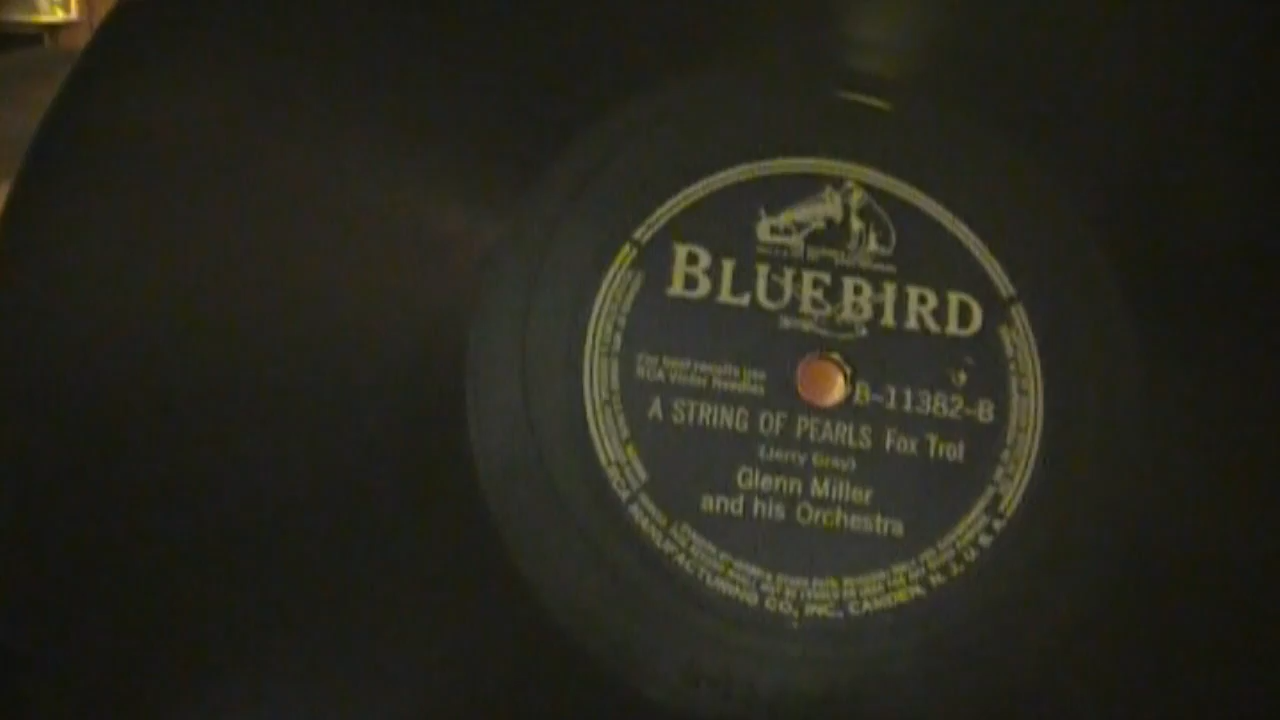 BLUEBIRD
For best results use
RCA Victor Needles
B-11382-B
A STRING OF PEARLS Fox Trot
(Jerry Gray)
Glenn Miller
and his Orchestra
RCA MANUFACTURING CO., INC., CAMDEN, N. J., U. S. A.